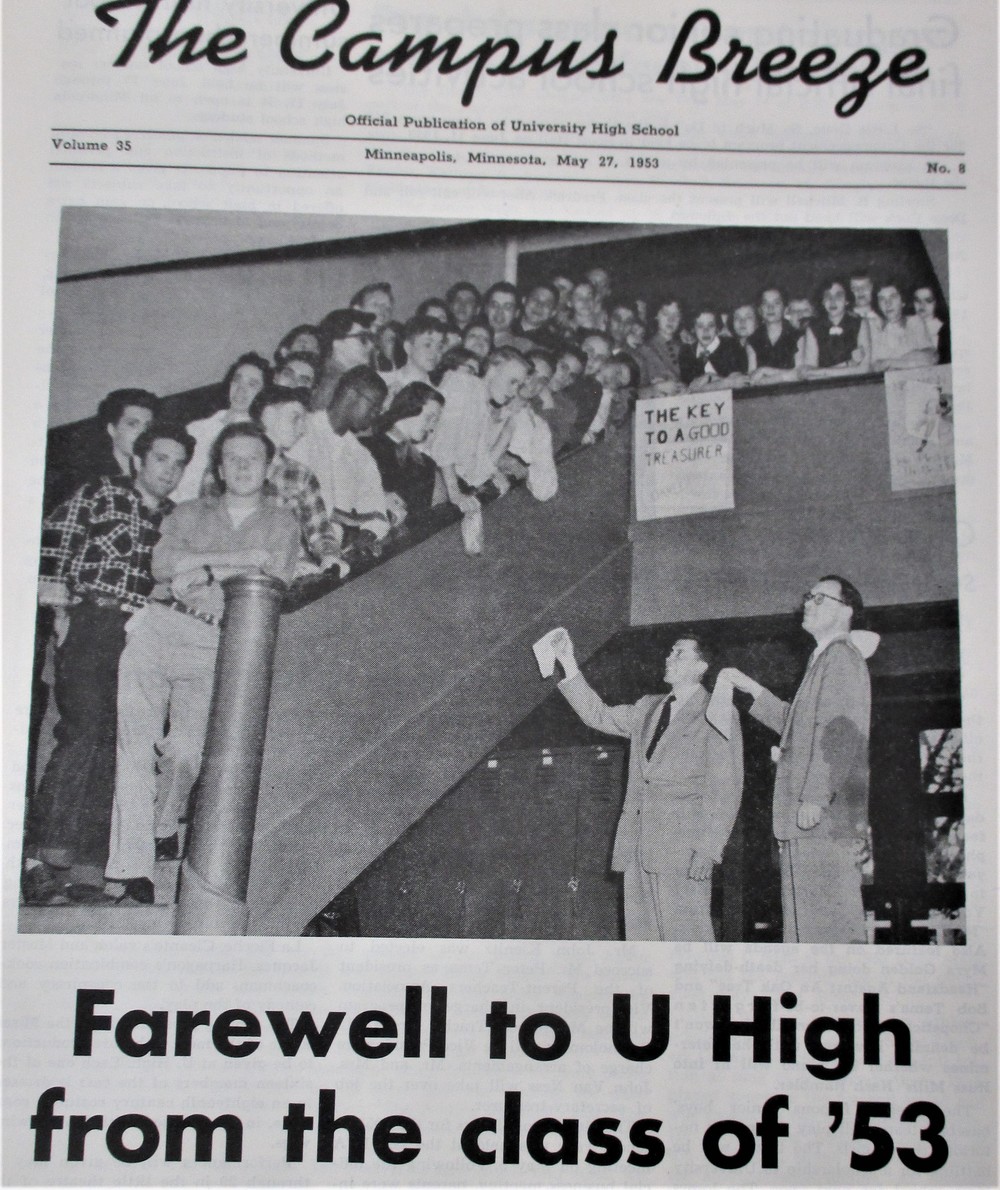 The Campus Breeze
Official Publication of University High School
Volume 35
Minneapolis, Minnesota, May 27, 1953
No. 8
THE KEY
TO A GOOD
TREASURER
Farewell to U High
from the class of ’53